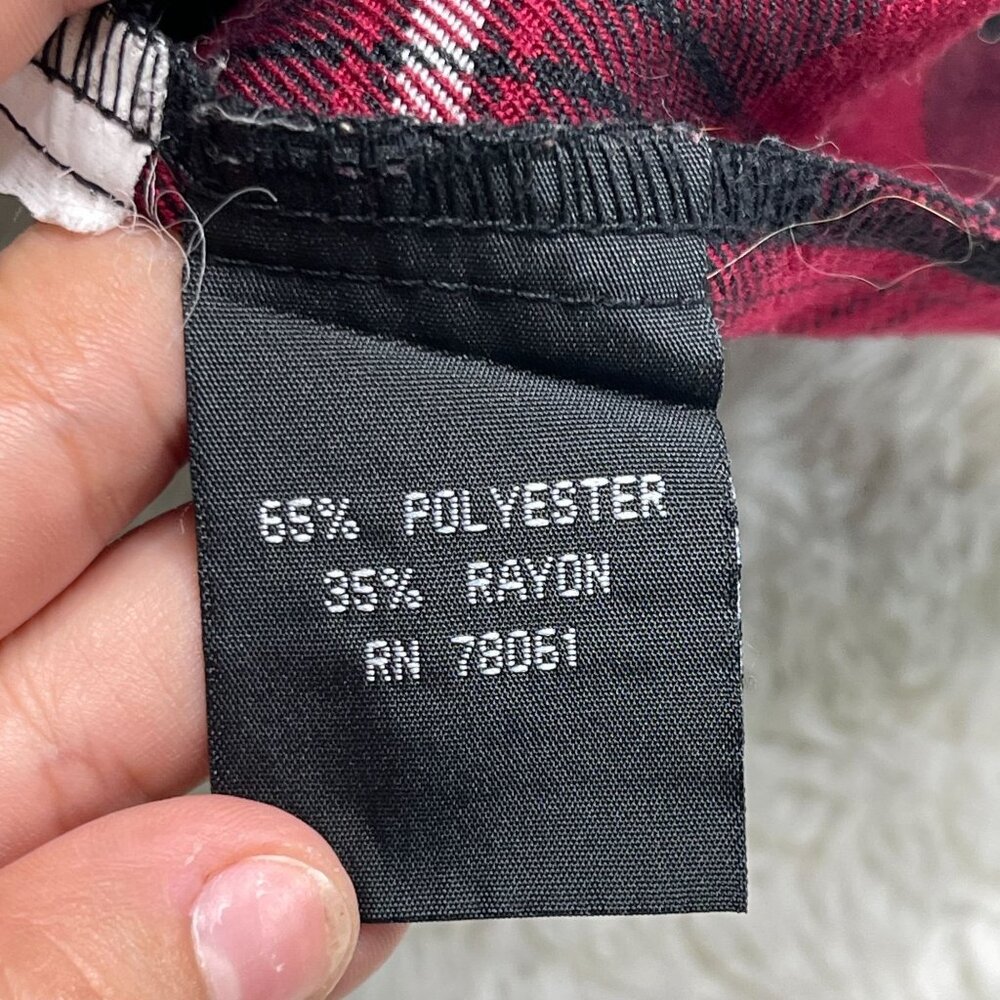 65% POLYESTER
35% RAYON
RN 78061